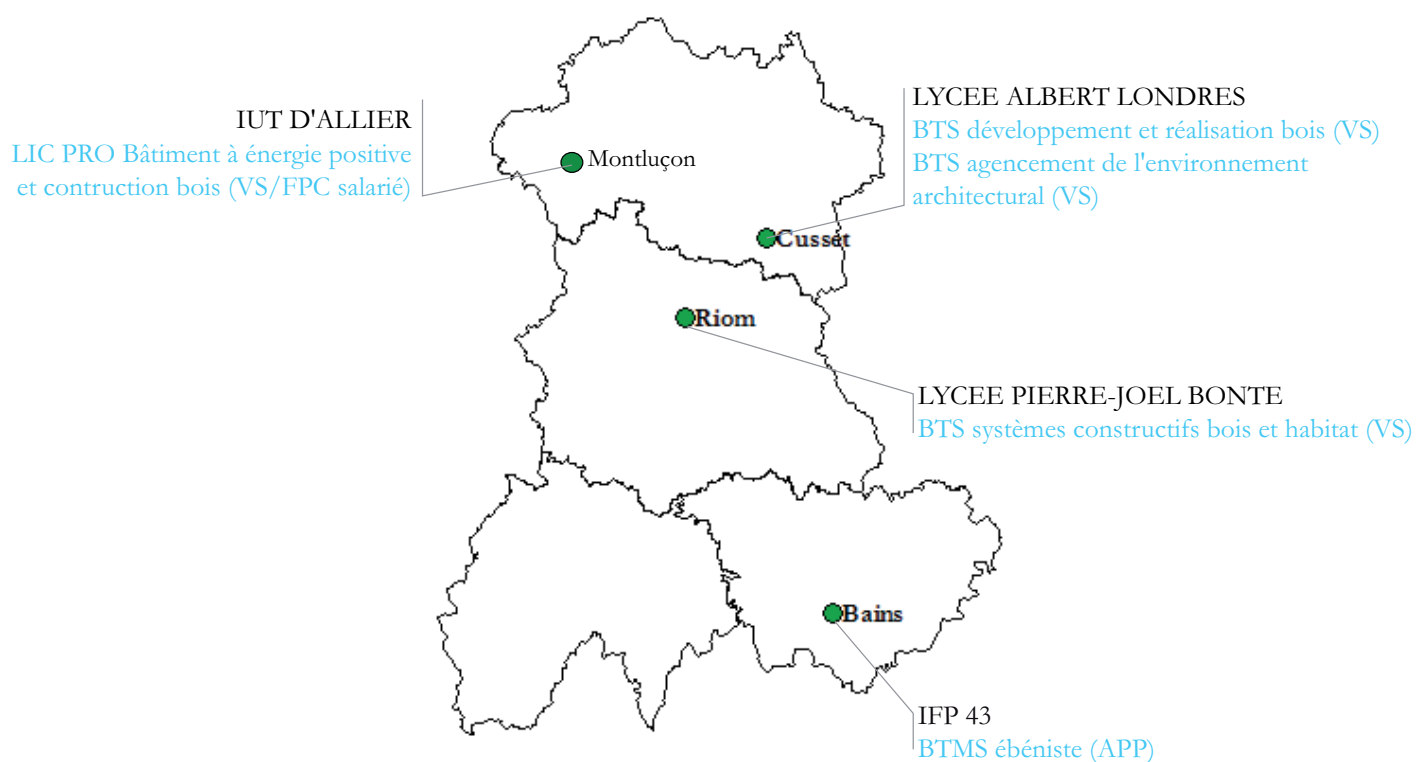 IUT D'ALLIER
LIC PRO Bâtiment à énergie positive
et contruction bois (VS/FPC salarié)
Montluçon
LYCEE ALBERT LONDRES
BTS développement et réalisation bois (VS)
BTS agencement de l'environnement
architectural (VS)
Cusset
Riom
LYCEE PIERRE-JOEL BONTE
BTS systèmes constructifs bois et habitat (VS)
Bains
IFP 43
BTMS ébéniste (APP)